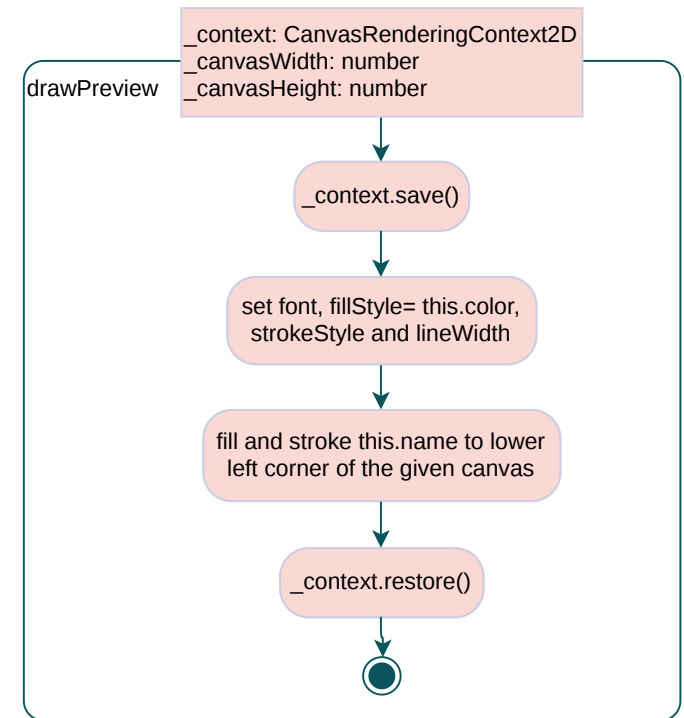 _context: CanvasRenderingContext2D
_canvasWidth: number
_canvasHeight: number
drawPreview
_context.save()
set font, fillStyle= this.color,
strokeStyle and lineWidth
fill and stroke this.name to lower
left corner of the given canvas
_context.restore()